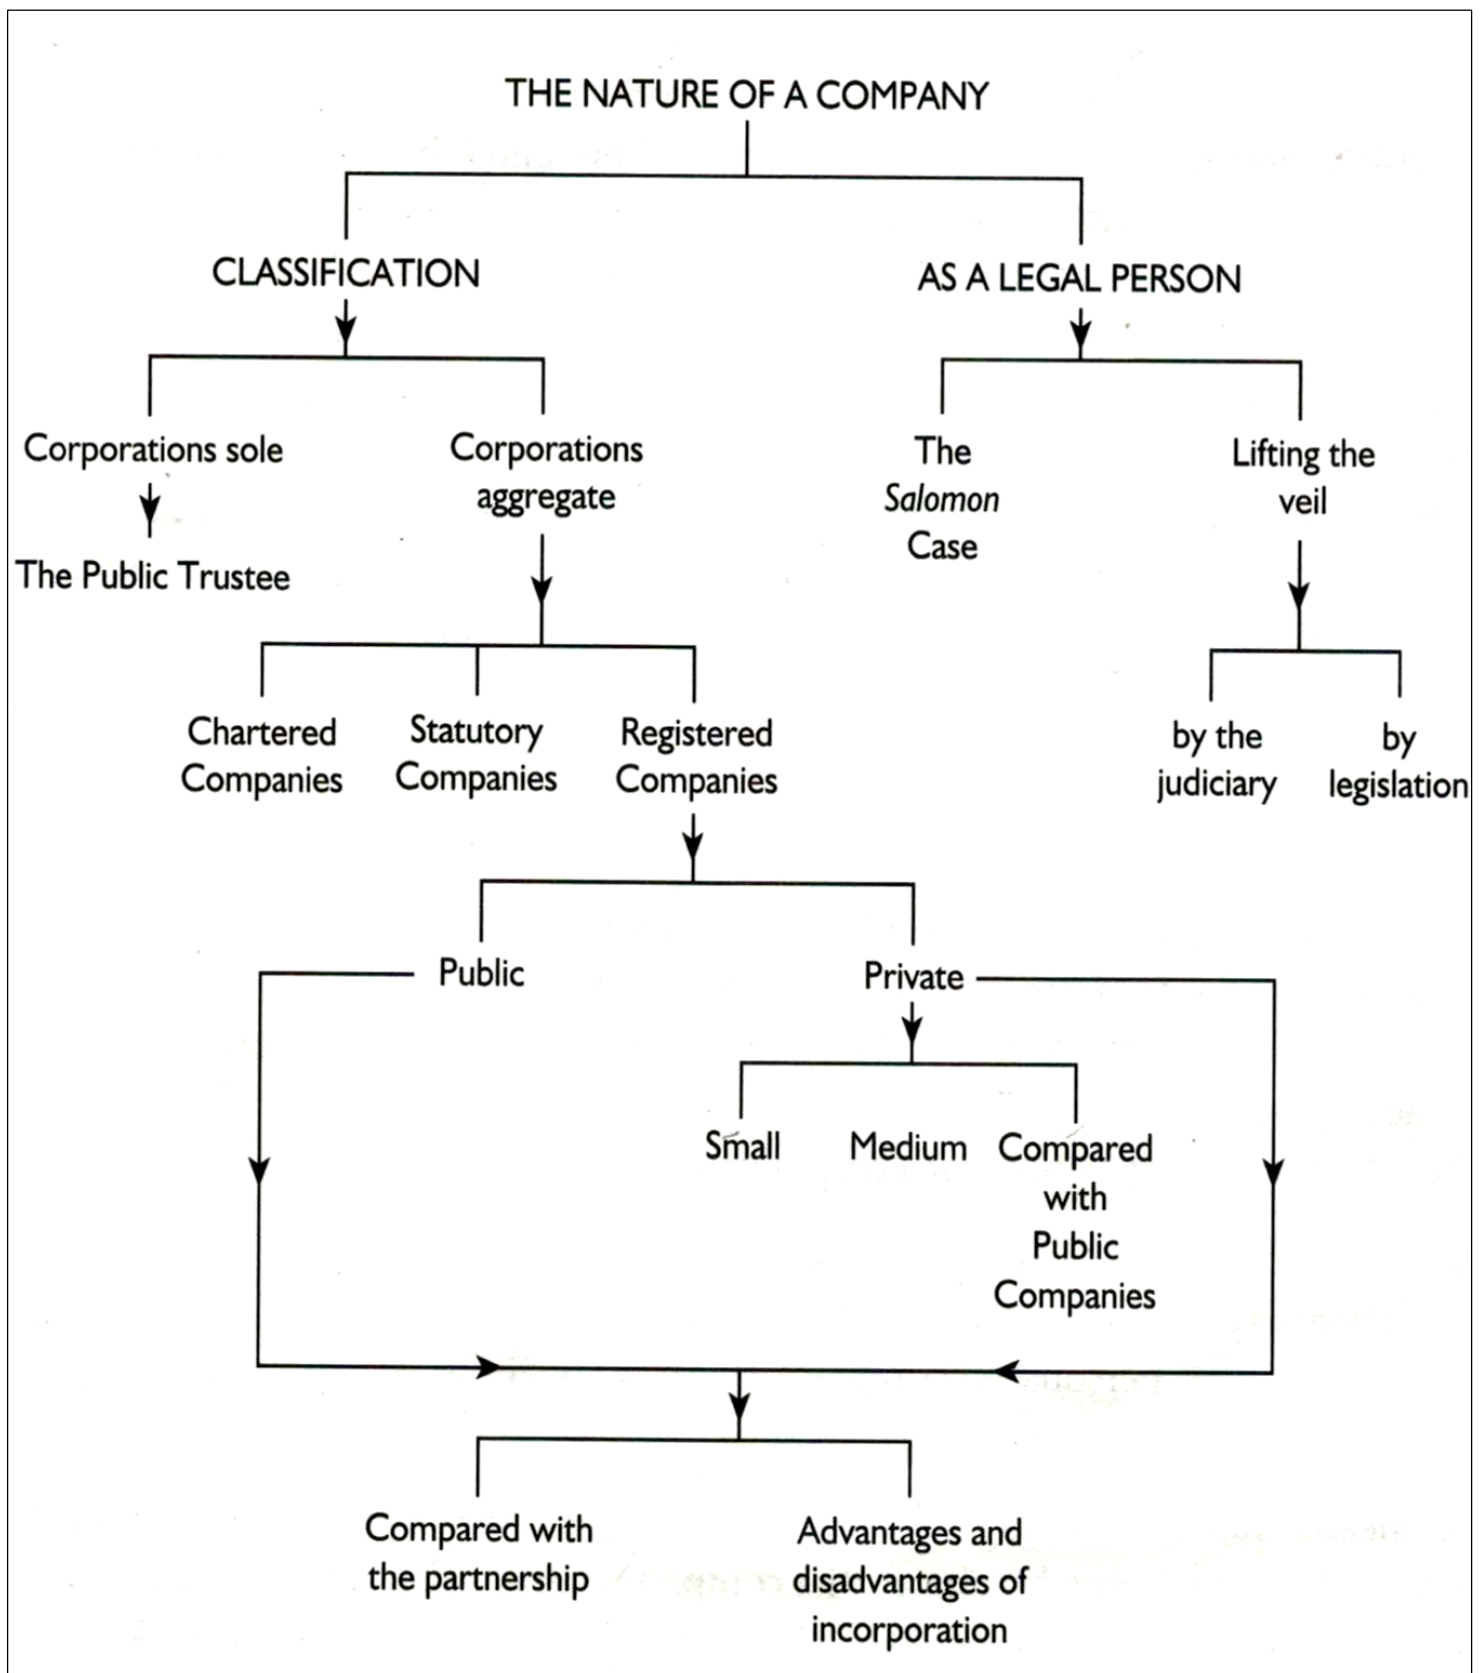 THE NATURE OF A COMPANY
CLASSIFICATION
AS A LEGAL PERSON
Corporations sole
The Public Trustee
Corporations
aggregate
The
Salomon
Case
Lifting the
veil
Chartered
Companies
Statutory
Companies
Registered
Companies
by the
judiciary
by
legislation
Public
Private
Small
Medium
Compared
with
Public
Companies
Compared with
the partnership
Advantages and
disadvantages of
incorporation